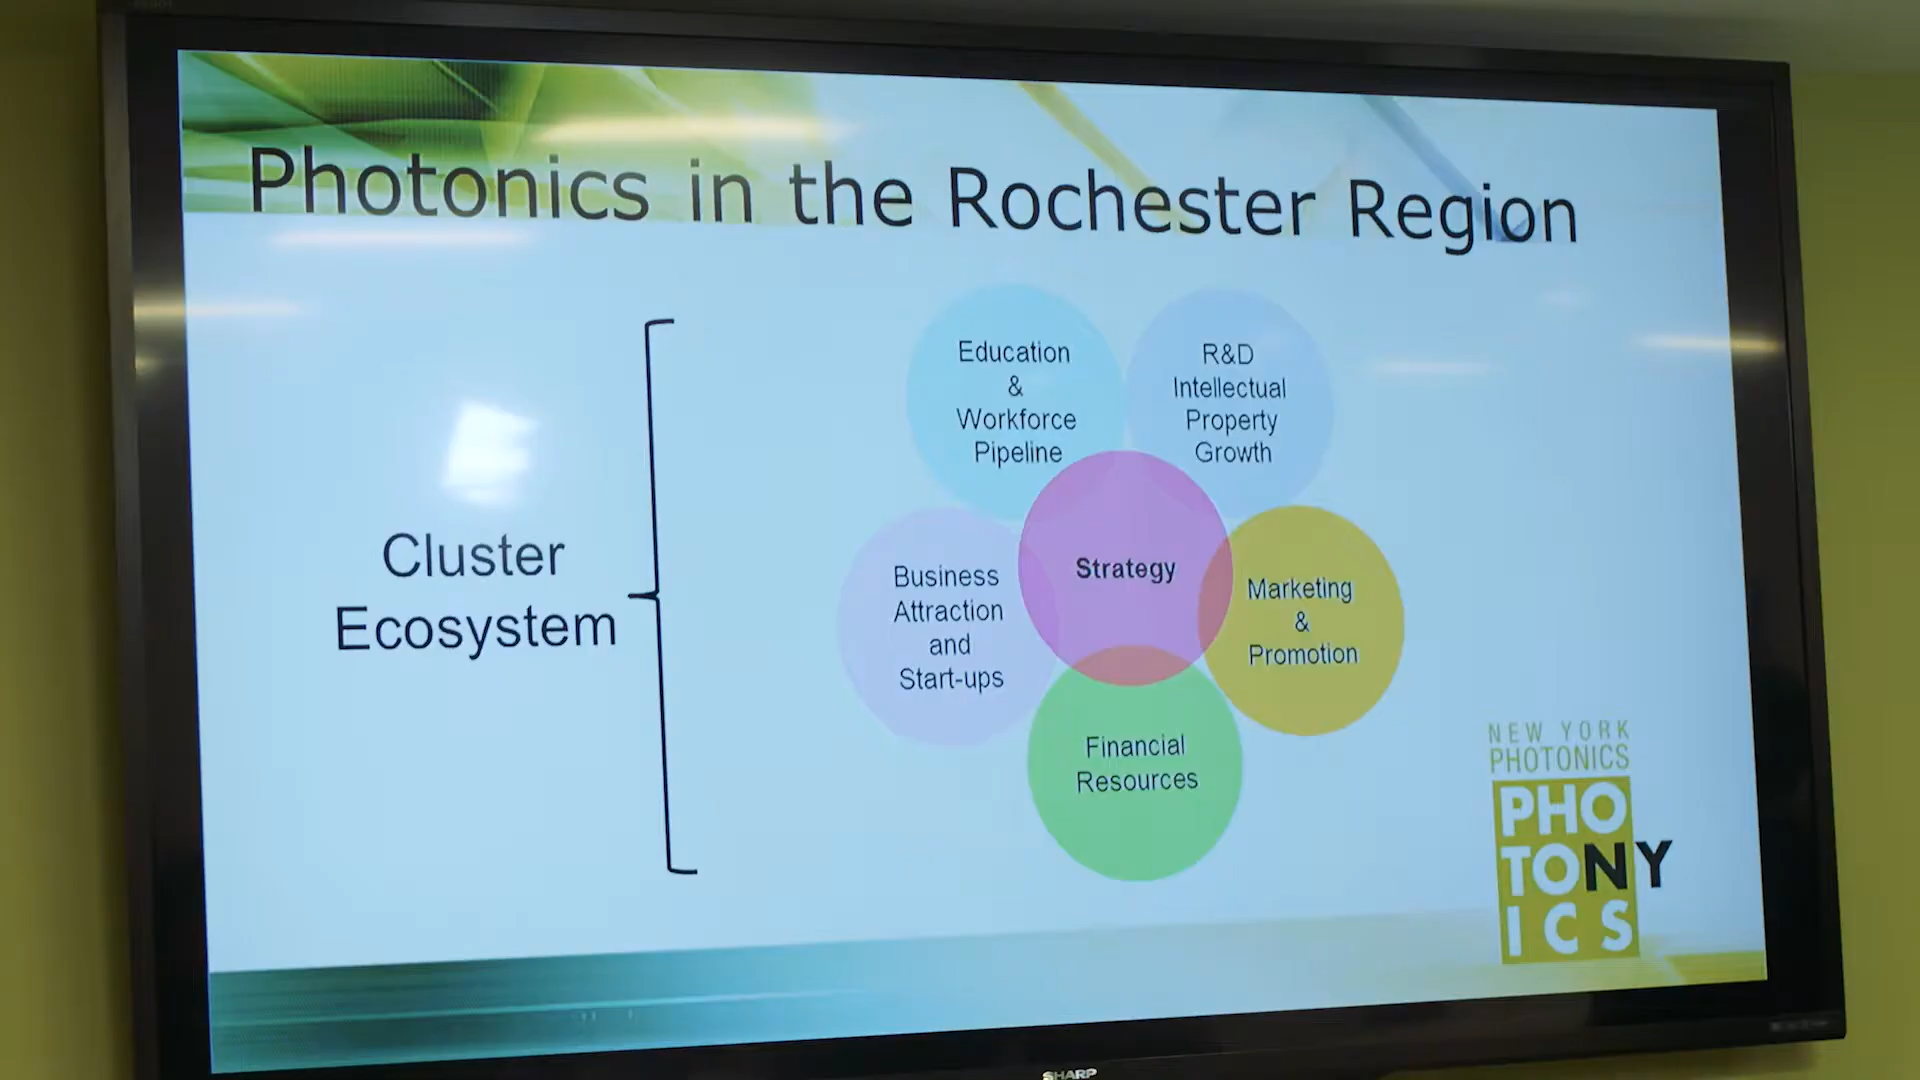 Photonics in the Rochester Region
Cluster
Ecosystem
Education
&
Workforce
Pipeline
R&D
Intellectual
Property
Growth
Strategy
Business
Attraction
and
Start-ups
Marketing
&
Promotion
Financial
Resources
NEW YORK
PHOTONICS
PHO
TONY
ICS
SHARP